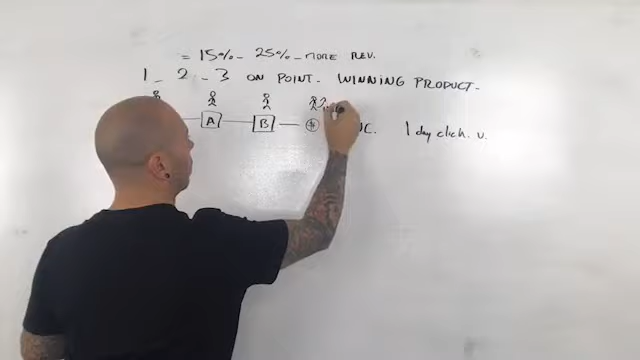 = 15% - 25% - MORE REV.
1 - 2 - 3 ON POINT - WINNING PRODUCT -
A B 1 day click. v.